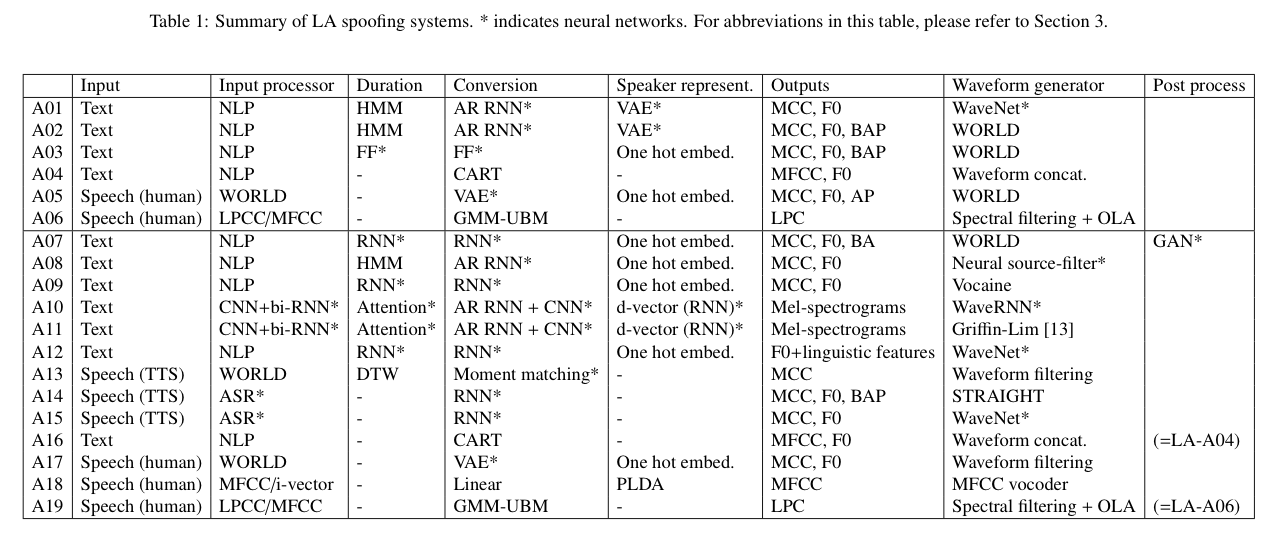 Table 1: Summary of LA spoofing systems. * indicates neural networks. For abbreviations in this table, please refer to Section 3.
Input Input processor Duration Conversion Speaker represent. Outputs Waveform generator Post process
A01 Text NLP HMM AR RNN* VAE* MCC, F0 WaveNet*
A02 Text NLP HMM AR RNN* VAE* MCC, F0, BAP WORLD
A03 Text NLP FF* FF* One hot embed. MCC, F0, BAP WORLD
A04 Text NLP - CART MFCC, F0 Waveform concat.
A05 Speech (human) WORLD - VAE* One hot embed. MCC, F0, AP WORLD
A06 Speech (human) LPCC/MFCC - GMM-UBM - LPC Spectral filtering + OLA
A07 Text NLP RNN* RNN* One hot embed. MCC, F0, BA WORLD GAN*
A08 Text NLP HMM AR RNN* One hot embed. MCC, F0 Neural source-filter*
A09 Text NLP RNN* RNN* One hot embed. MCC, F0 Vocaine
A10 Text CNN+bi-RNN* Attention* AR RNN + CNN* d-vector (RNN)* Mel-spectrograms WaveRNN*
A11 Text CNN+bi-RNN* Attention* AR RNN + CNN* d-vector (RNN)* Mel-spectrograms Griffin-Lim [13]
A12 Text NLP RNN* RNN* One hot embed. F0+linguistic features WaveNet*
A13 Speech (TTS) WORLD DTW Moment matching* - MCC Waveform filtering
A14 Speech (TTS) ASR* - RNN* - MCC, F0, BAP STRAIGHT
A15 Speech (TTS) ASR* - RNN* - MCC, F0 WaveNet*
A16 Text NLP - CART - MFCC, F0 Waveform concat. (=LA-A04)
A17 Speech (human) WORLD - VAE* One hot embed. MCC, F0 Waveform filtering
A18 Speech (human) MFCC/i-vector - Linear PLDA MFCC MFCC vocoder
A19 Speech (human) LPCC/MFCC - GMM-UBM - LPC Spectral filtering + OLA (=LA-A06)